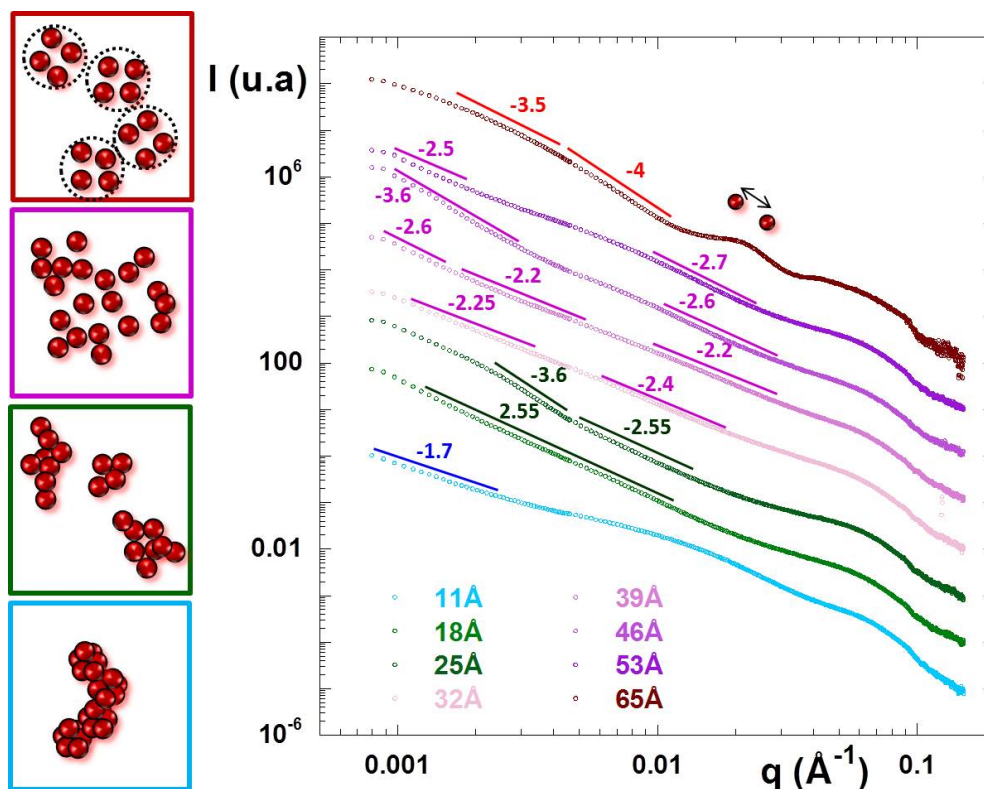 I (u.a)
-3.5
-4
10⁶
-2.5
-3.6
-2.6
-2.7
-2.2
-2.6
-2.25
-2.2
100
-3.6
-2.4
2.55
-2.55
-1.7
0.01
11Å
39Å
18Å
46Å
25Å
53Å
32Å
65Å
10⁻⁶
0.001
0.01
0.1
q (Å⁻¹)